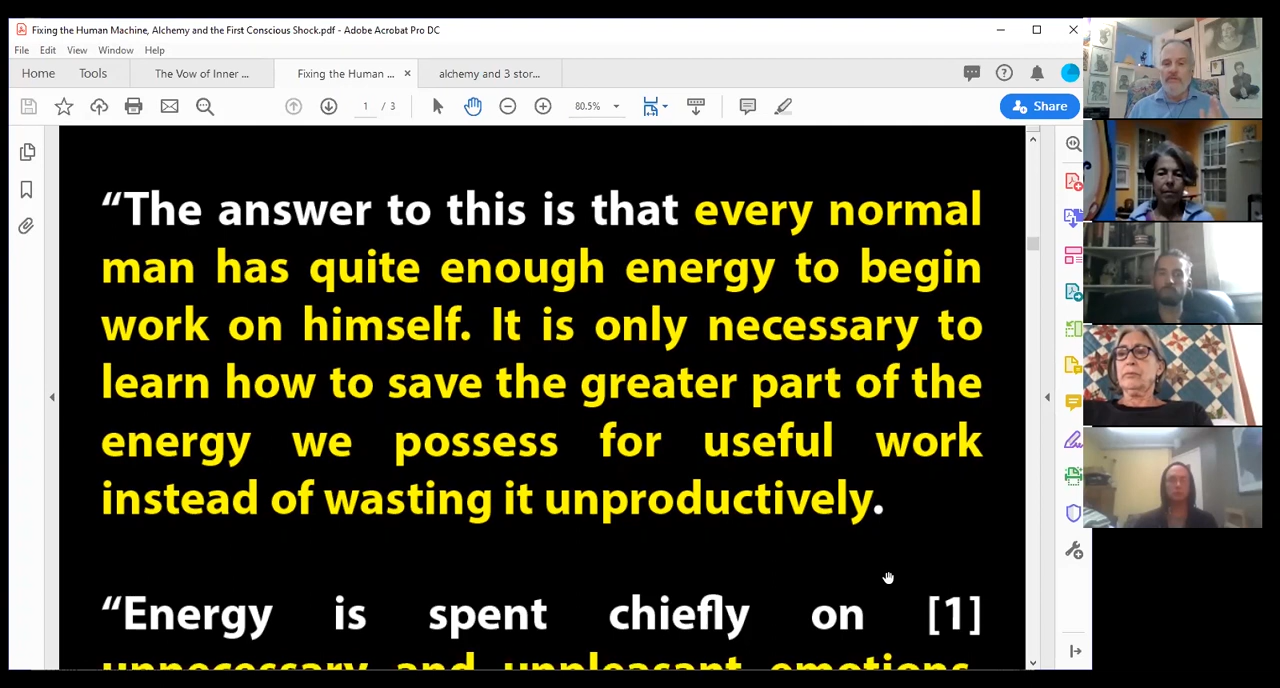 Fixing the Human Machine, Alchemy and the First Conscious Shock.pdf - Adobe Acrobat Pro DC
File Edit View Window Help
Home Tools The Vow of Inner ... Fixing the Human ... × alchemy and 3 stor...
1 / 3 80.5% Share
“The answer to this is that every normal
man has quite enough energy to begin
work on himself. It is only necessary to
learn how to save the greater part of the
energy we possess for useful work
instead of wasting it unproductively.
“Energy is spent chiefly on [1]
unnecessary and unpleasant emotions,